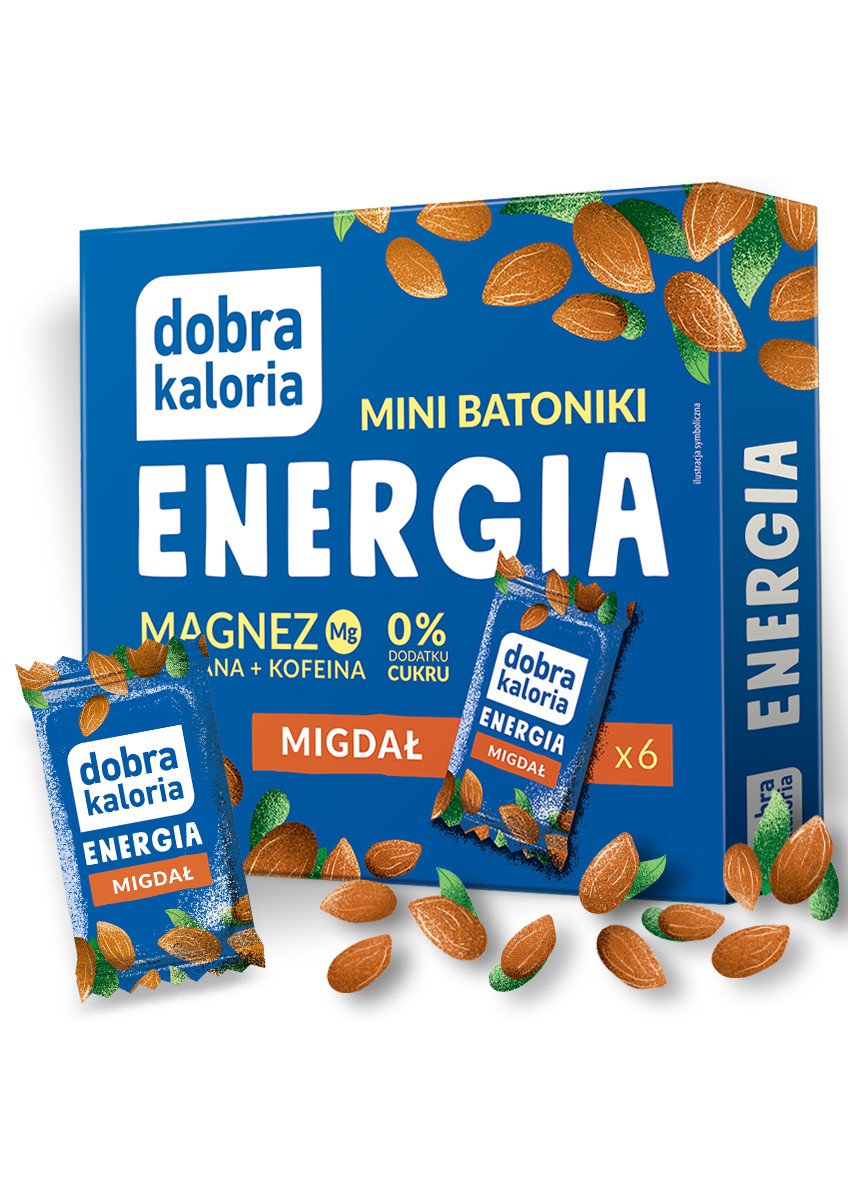 dobra
kaloria
MINI BATONIKI
ENERGIA
MAGNEZ Mg
ANA + KOFEINA
0%
DODATKU
CUKRU
MIGDAŁ
x6
dobra
kaloria
ENERGIA
MIGDAŁ
ilustracja symboliczna
ENERGIA
dobra
kaloria
dobra
kaloria
ENERGIA
MIGDAŁ